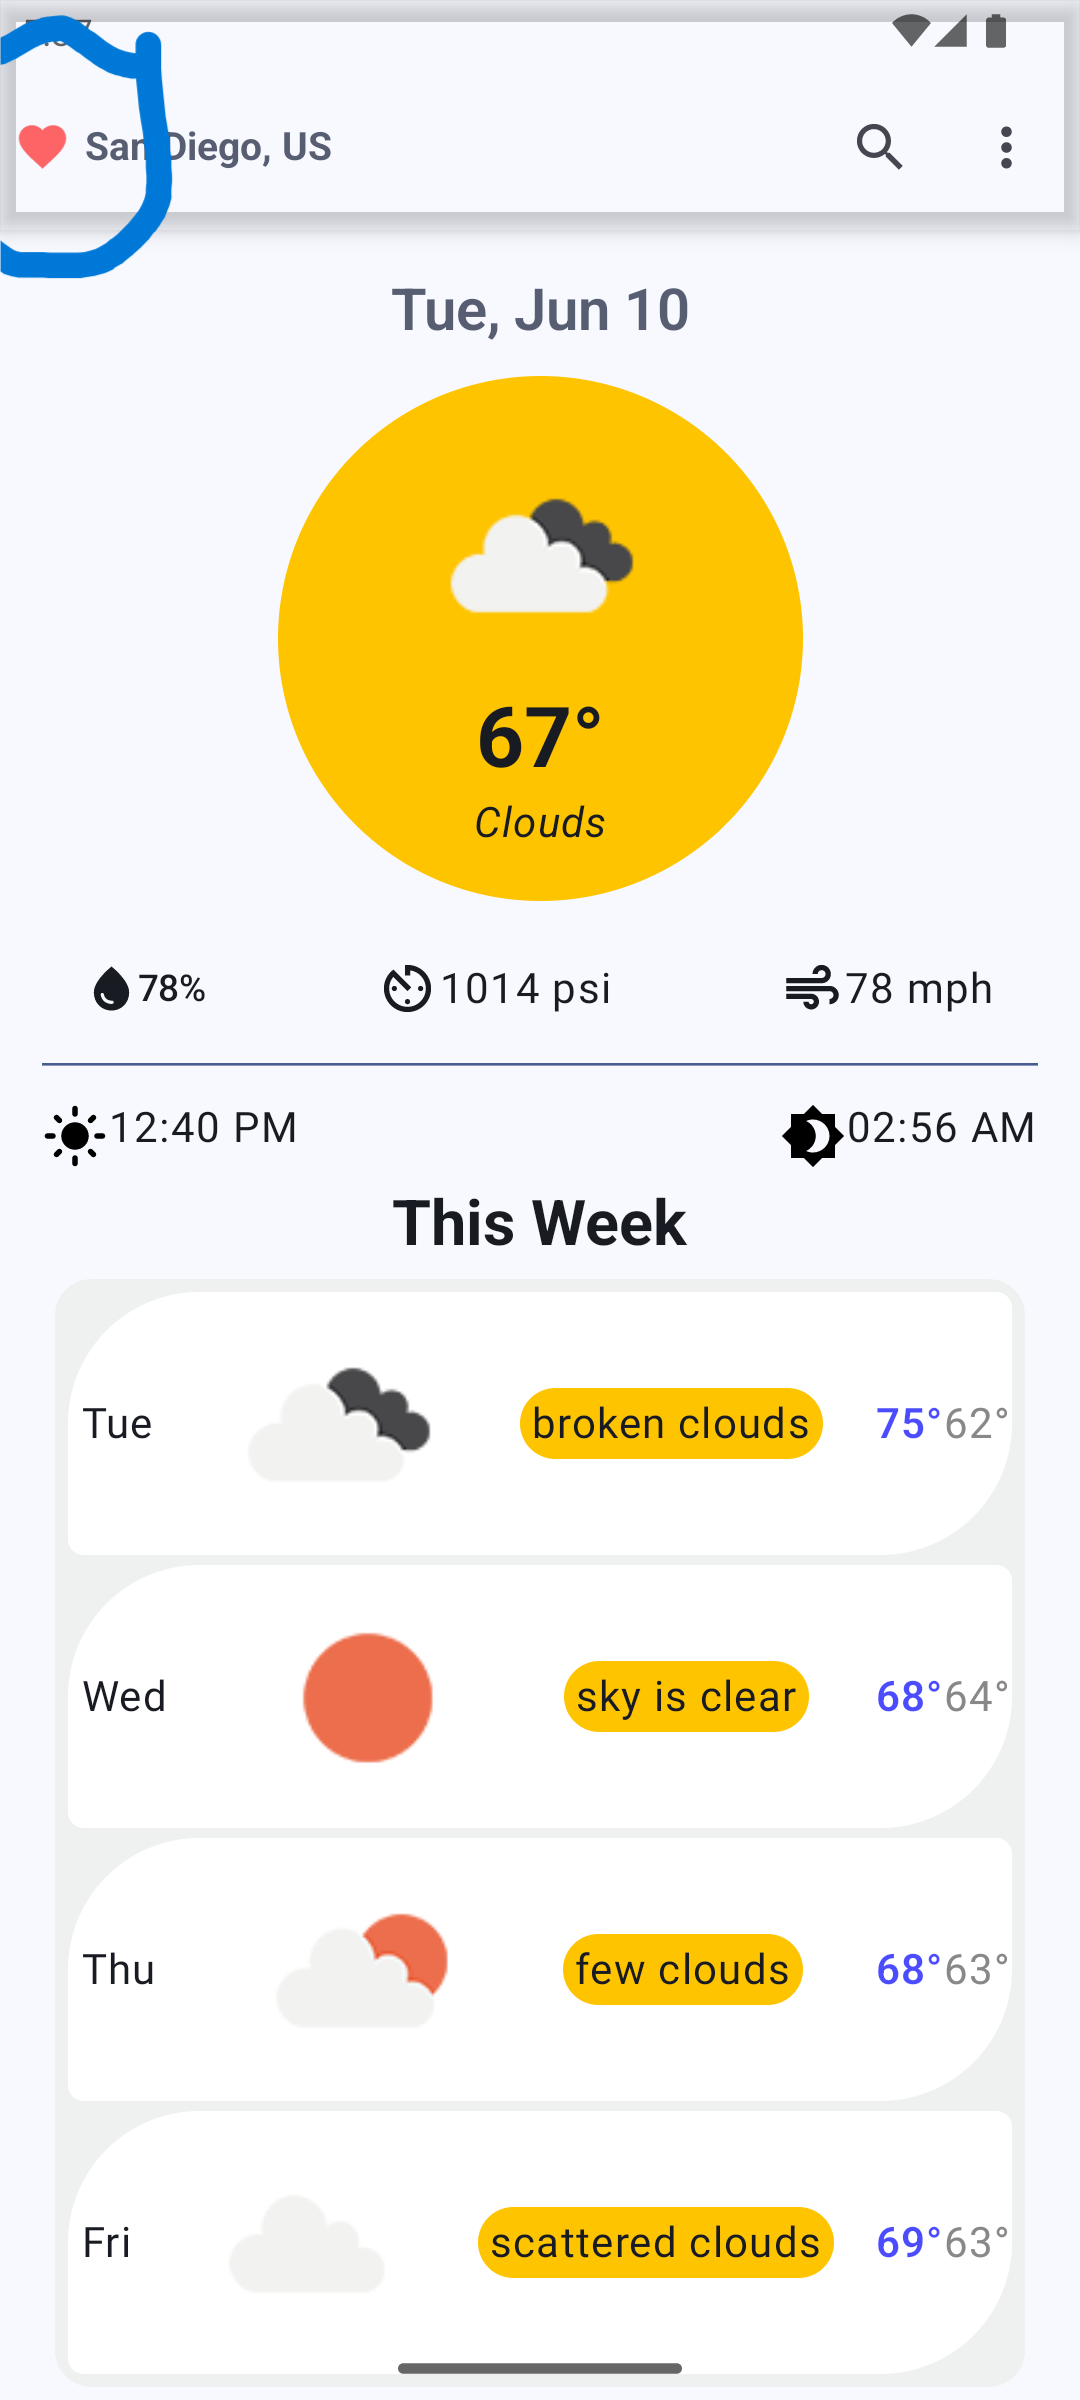 San Diego, US
Tue, Jun 10
67°
Clouds
78% 1014 psi 78 mph
12:40 PM 02:56 AM
This Week
Tue broken clouds 75°62°
Wed sky is clear 68°64°
Thu few clouds 68°63°
Fri scattered clouds 69°63°